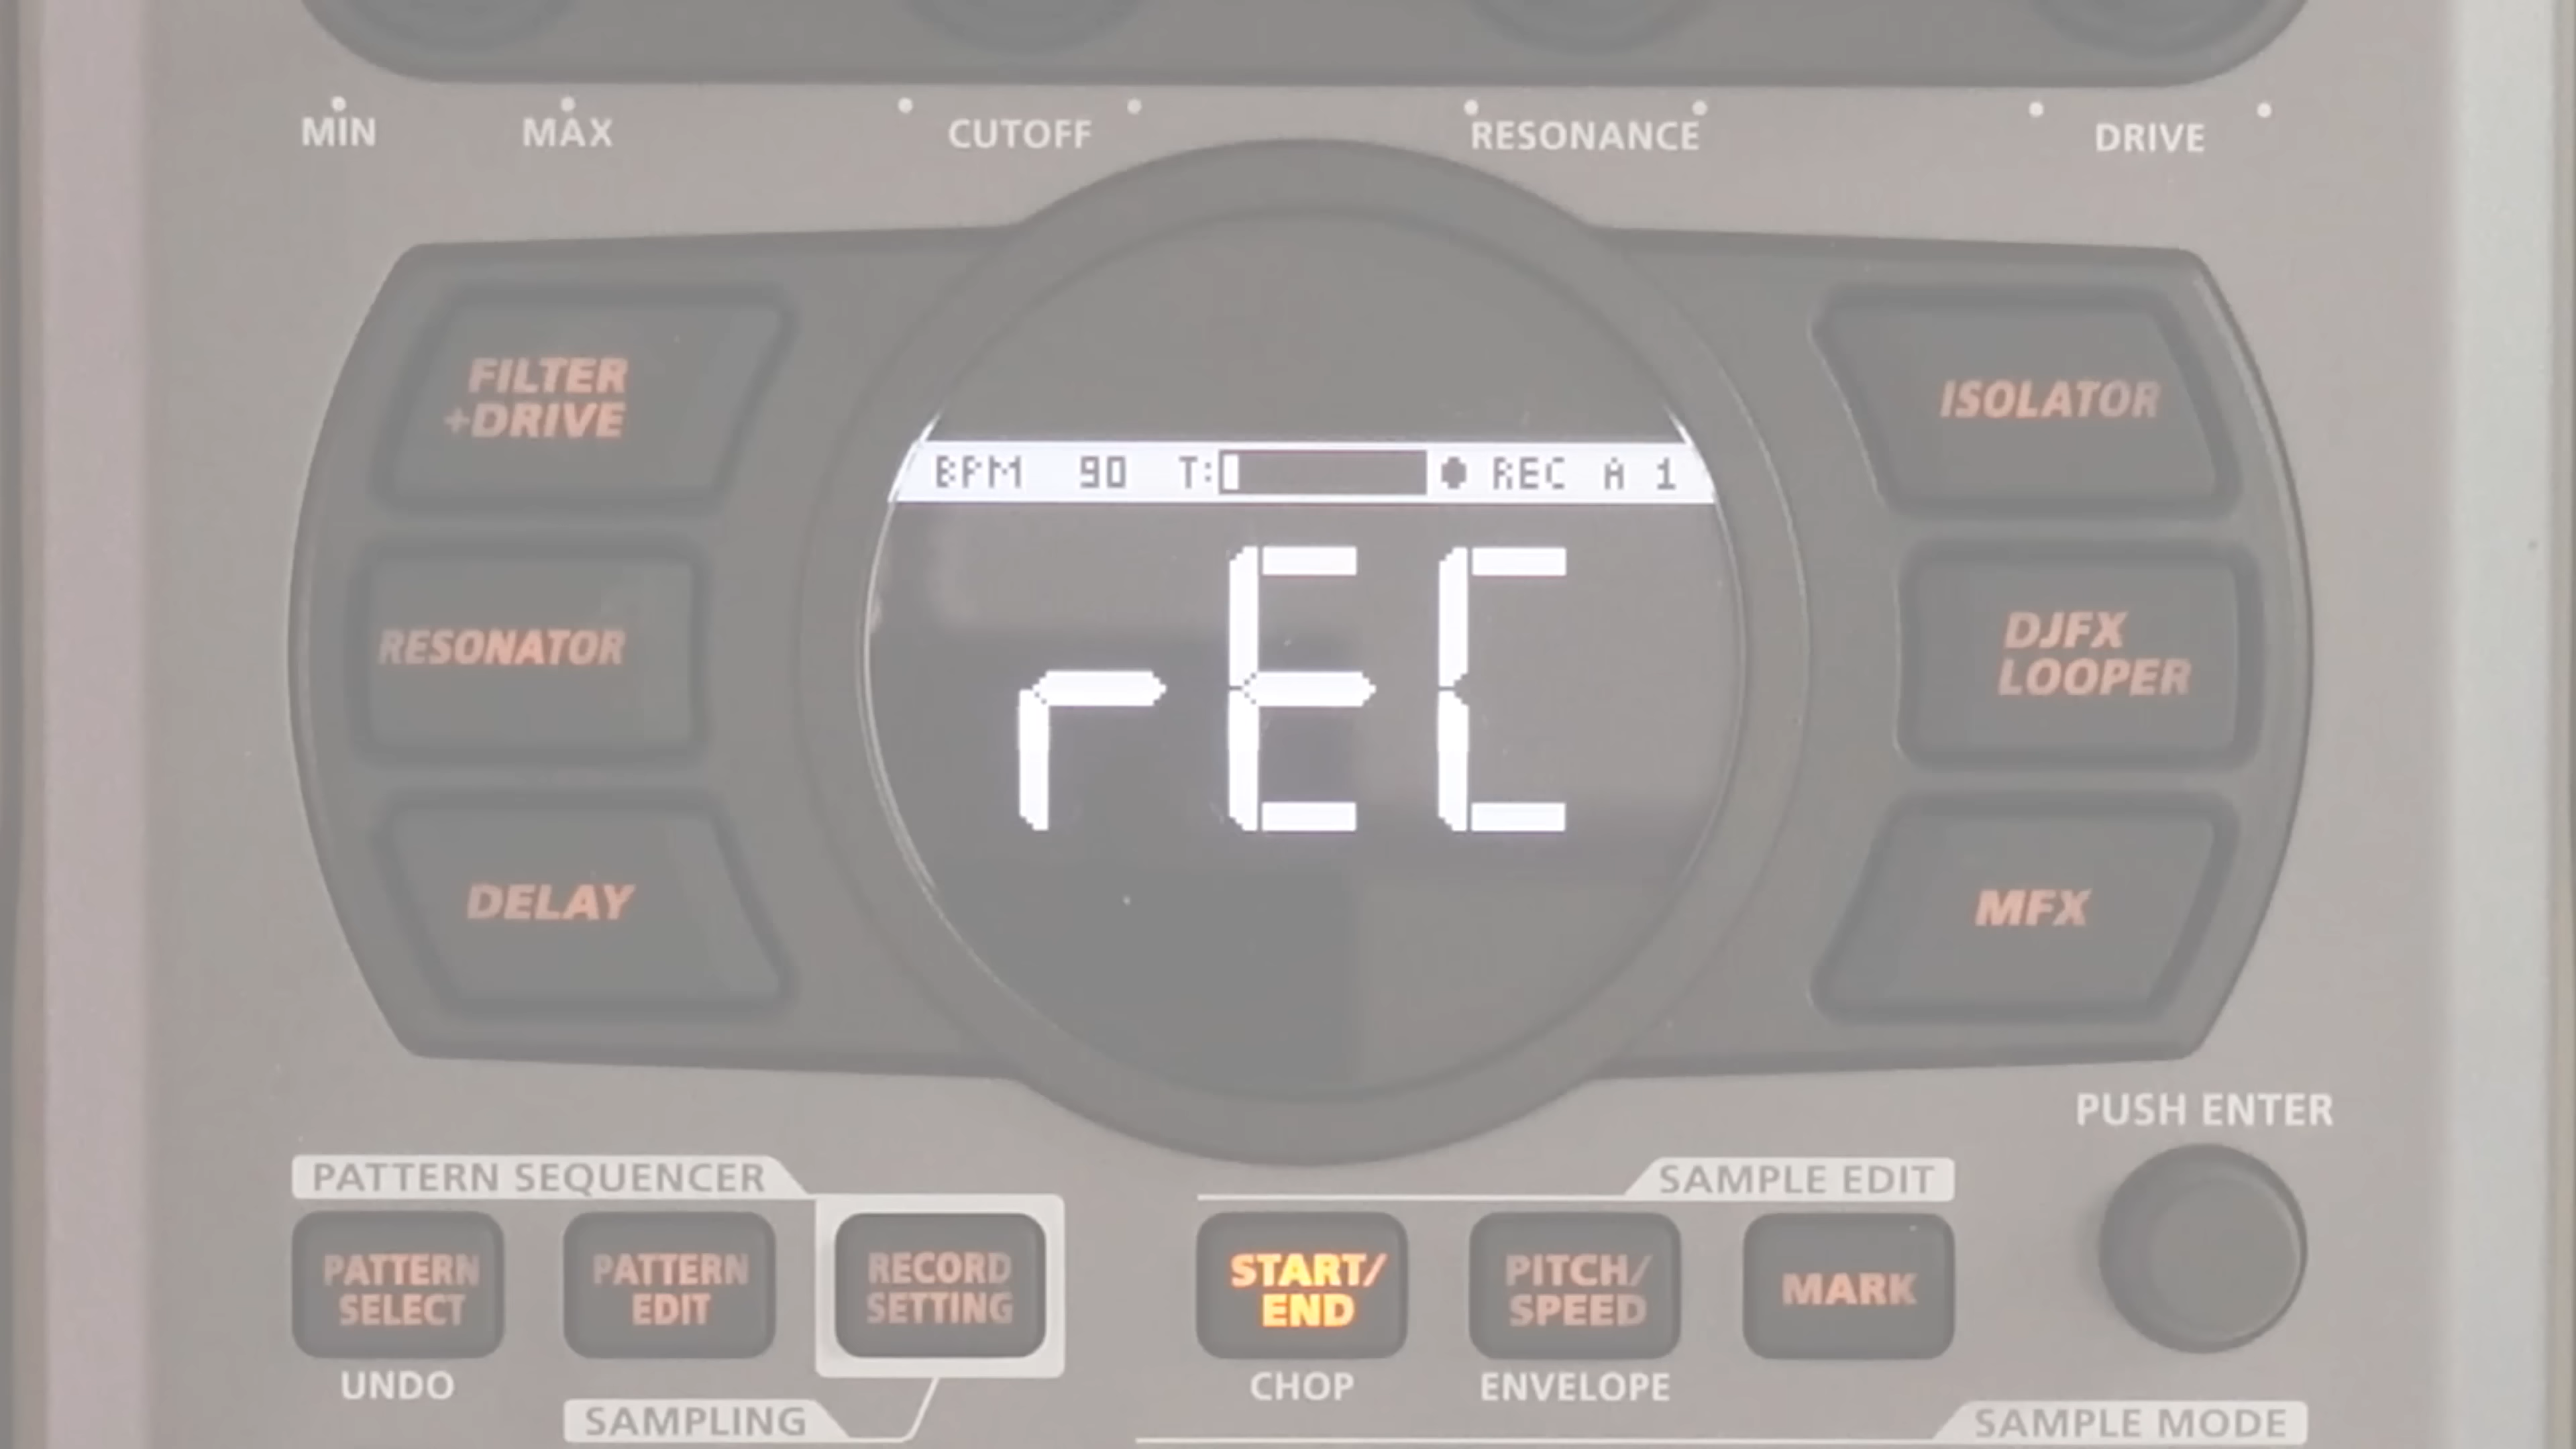 MIN MAX CUTOFF RESONANCE DRIVE
FILTER
+DRIVE
ISOLATOR
BPM 90 T: REC A 1
rEC
RESONATOR
DJFX
LOOPER
DELAY
MFX
PUSH ENTER
PATTERN SEQUENCER
SAMPLE EDIT
PATTERN
SELECT
PATTERN
EDIT
RECORD
SETTING
START/
END
PITCH/
SPEED
MARK
UNDO
CHOP
ENVELOPE
SAMPLING
SAMPLE MODE